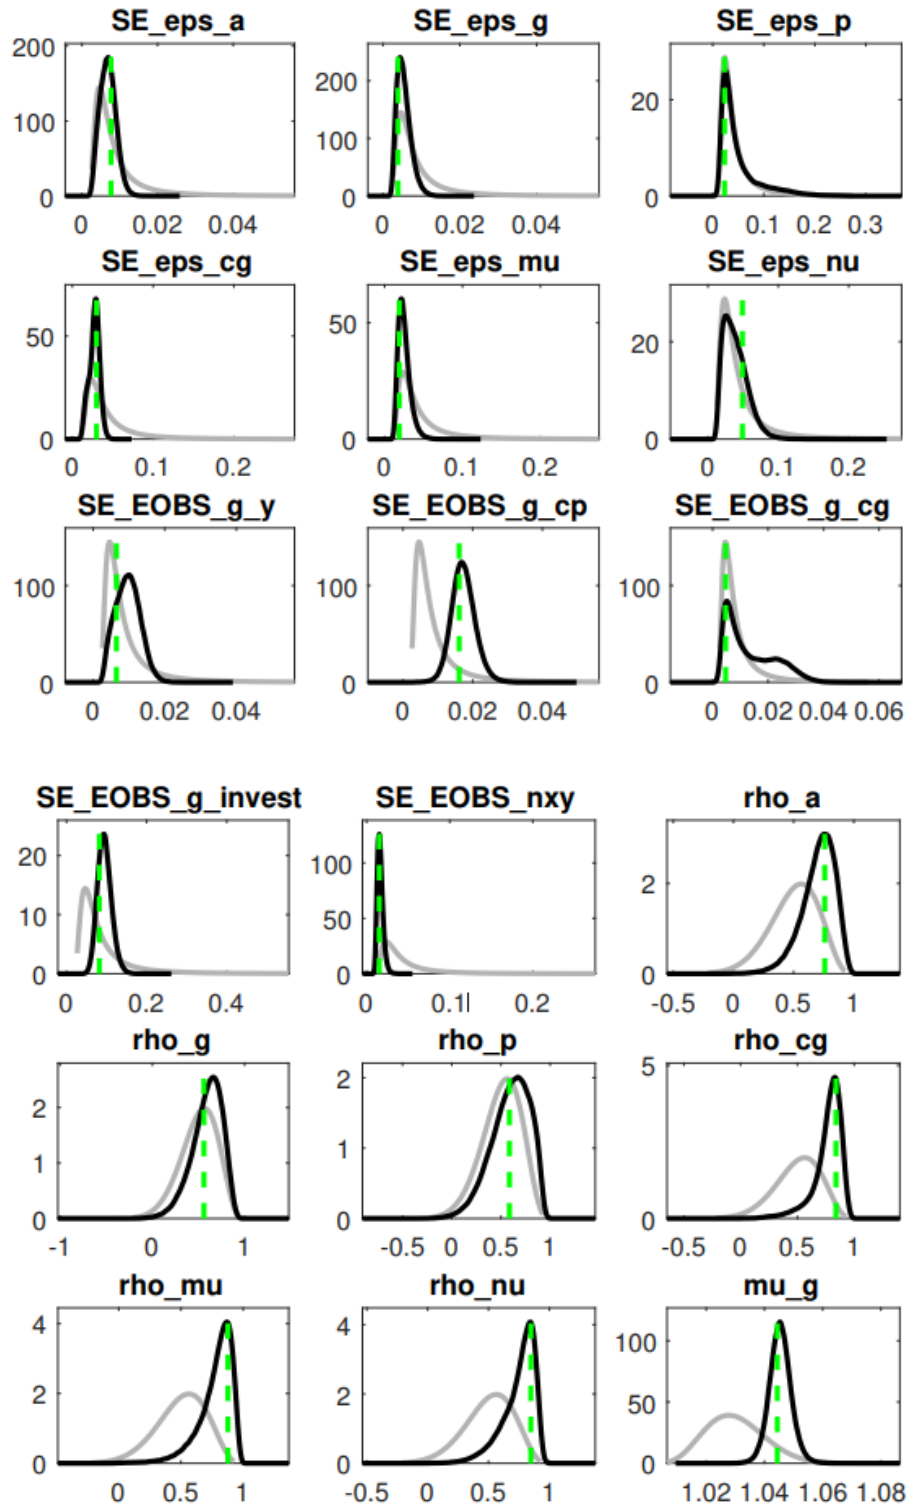 SE_eps_a SE_eps_g SE_eps_p
200 100 0
200 100 0
20 0
0 0.02 0.04
0 0.02 0.04
0 0.1 0.2 0.3
SE_eps_cg SE_eps_mu SE_eps_nu
50 0
50 0
20 0
0 0.1 0.2
0 0.1 0.2
0 0.1 0.2
SE_EOBS_g_y SE_EOBS_g_cp SE_EOBS_g_cg
100 0
100 0
100 0
0 0.02 0.04
0 0.02 0.04
0 0.02 0.04 0.06
SE_EOBS_g_invest SE_EOBS_nxy rho_a
20 10 0
100 50 0
2 0
0 0.2 0.4
0 0.1 0.2
-0.5 0 0.5 1
rho_g rho_p rho_cg
2 1 0
2 1 0
5 0
-1 0 1
-0.5 0 0.5 1
-0.5 0 0.5 1
rho_mu rho_nu mu_g
4 2 0
4 2 0
100 50 0
0 0.5 1
-0.5 0 0.5 1
1.02 1.04 1.06 1.08